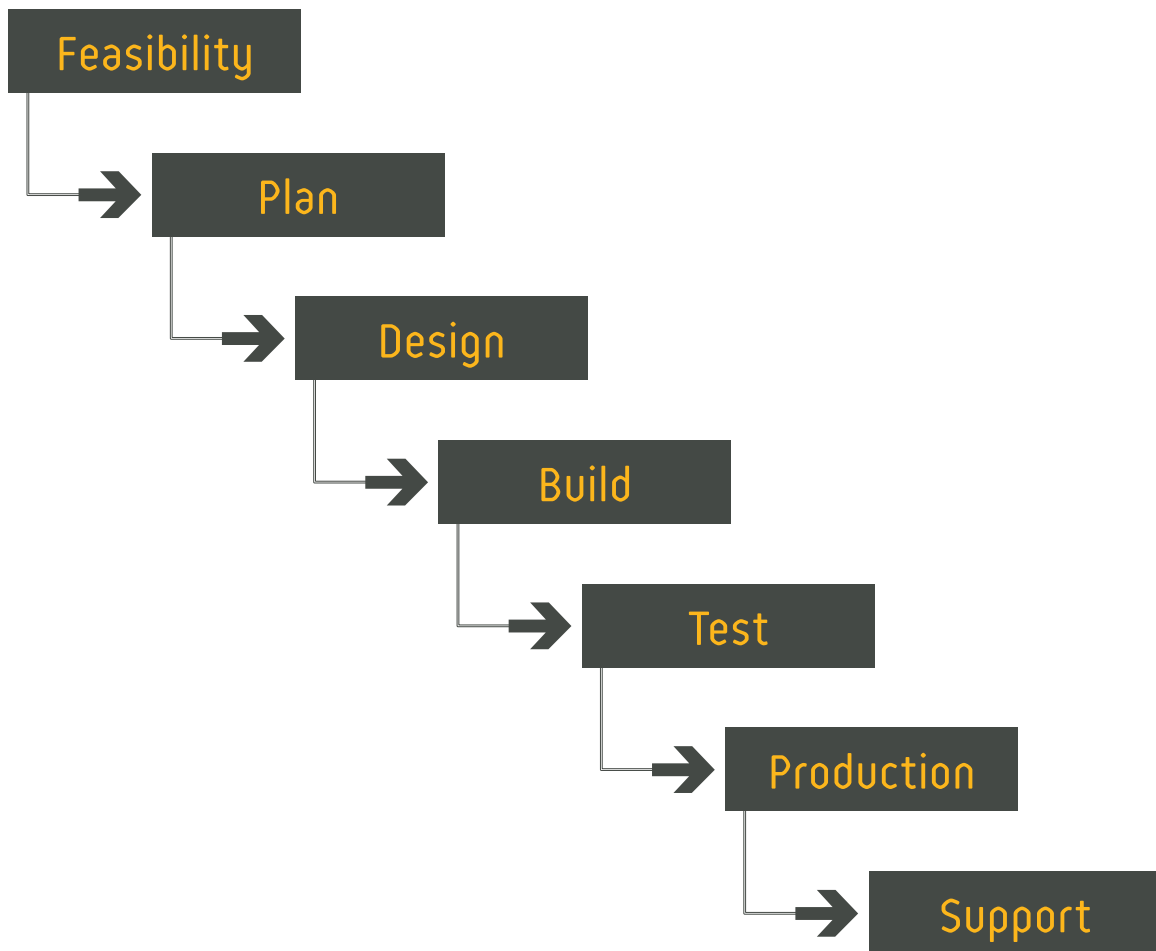 Feasibility
Plan
Design
Build
Test
Production
Support